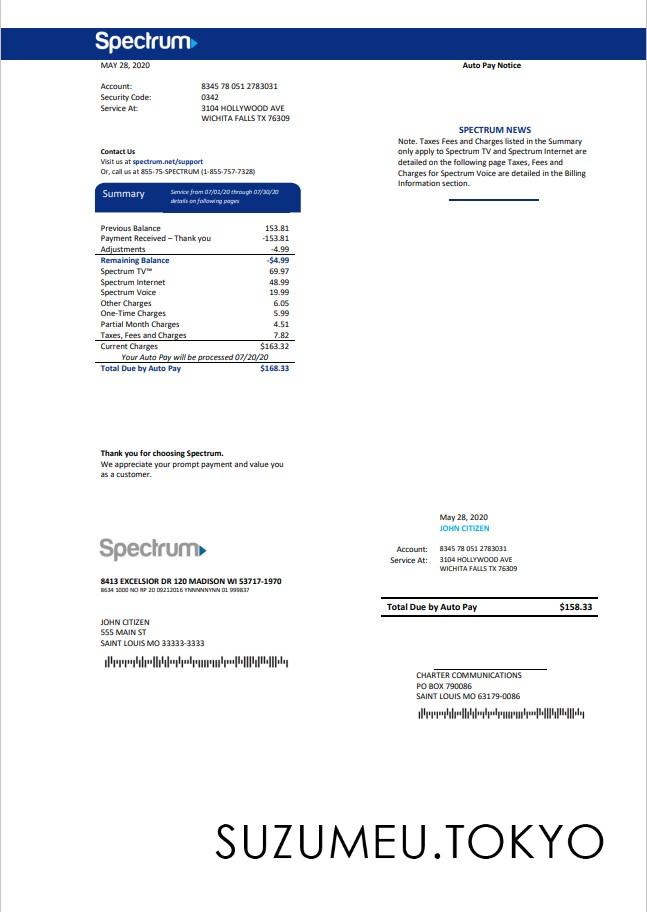 Spectrum
MAY 28, 2020
Auto Pay Notice
Account: 8345 78 051 2783031
Security Code: 0342
Service At: 3104 HOLLYWOOD AVE
WICHITA FALLS TX 76309
SPECTRUM NEWS
Note. Taxes Fees and Charges listed in the Summary
only apply to Spectrum TV and Spectrum Internet are
detailed on the following page Taxes, Fees and
Charges for Spectrum Voice are detailed in the Billing
Information section.
Contact Us
Visit us at spectrum.net/support
Or, call us at 855-75-SPECTRUM (1-855-757-7328)
Summary
Service from 07/01/20 through 07/30/20
details on following pages
Previous Balance 153.81
Payment Received – Thank you -153.81
Adjustments -4.99
Remaining Balance -$4.99
Spectrum TV™ 69.97
Spectrum Internet 48.99
Spectrum Voice 19.99
Other Charges 6.05
One-Time Charges 5.99
Partial Month Charges 4.51
Taxes, Fees and Charges 7.82
Current Charges $163.32
Your Auto Pay will be processed 07/20/20
Total Due by Auto Pay $168.33
Thank you for choosing Spectrum.
We appreciate your prompt payment and value you
as a customer.
May 28, 2020
JOHN CITIZEN
Account: 8345 78 051 2783031
Service At: 3104 HOLLYWOOD AVE
WICHITA FALLS TX 76309
Spectrum
8413 EXCELSIOR DR 120 MADISON WI 53717-1970
8634 1000 NO RP 20 09212016 YNNNNNYNN 01 999837
Total Due by Auto Pay $158.33
JOHN CITIZEN
555 MAIN ST
SAINT LOUIS MO 33333-3333
CHARTER COMMUNICATIONS
PO BOX 790086
SAINT LOUIS MO 63179-0086
SUZUMEU.TOKYO